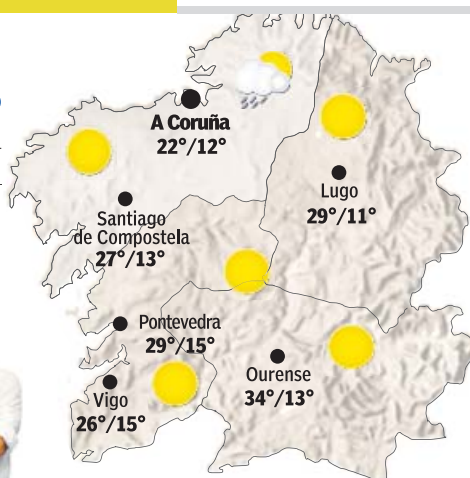 A Coruña
22°/12°
Lugo
29°/11°
Santiago
de Compostela
27°/13°
Pontevedra
29°/15°
Ourense
34°/13°
Vigo
26°/15°